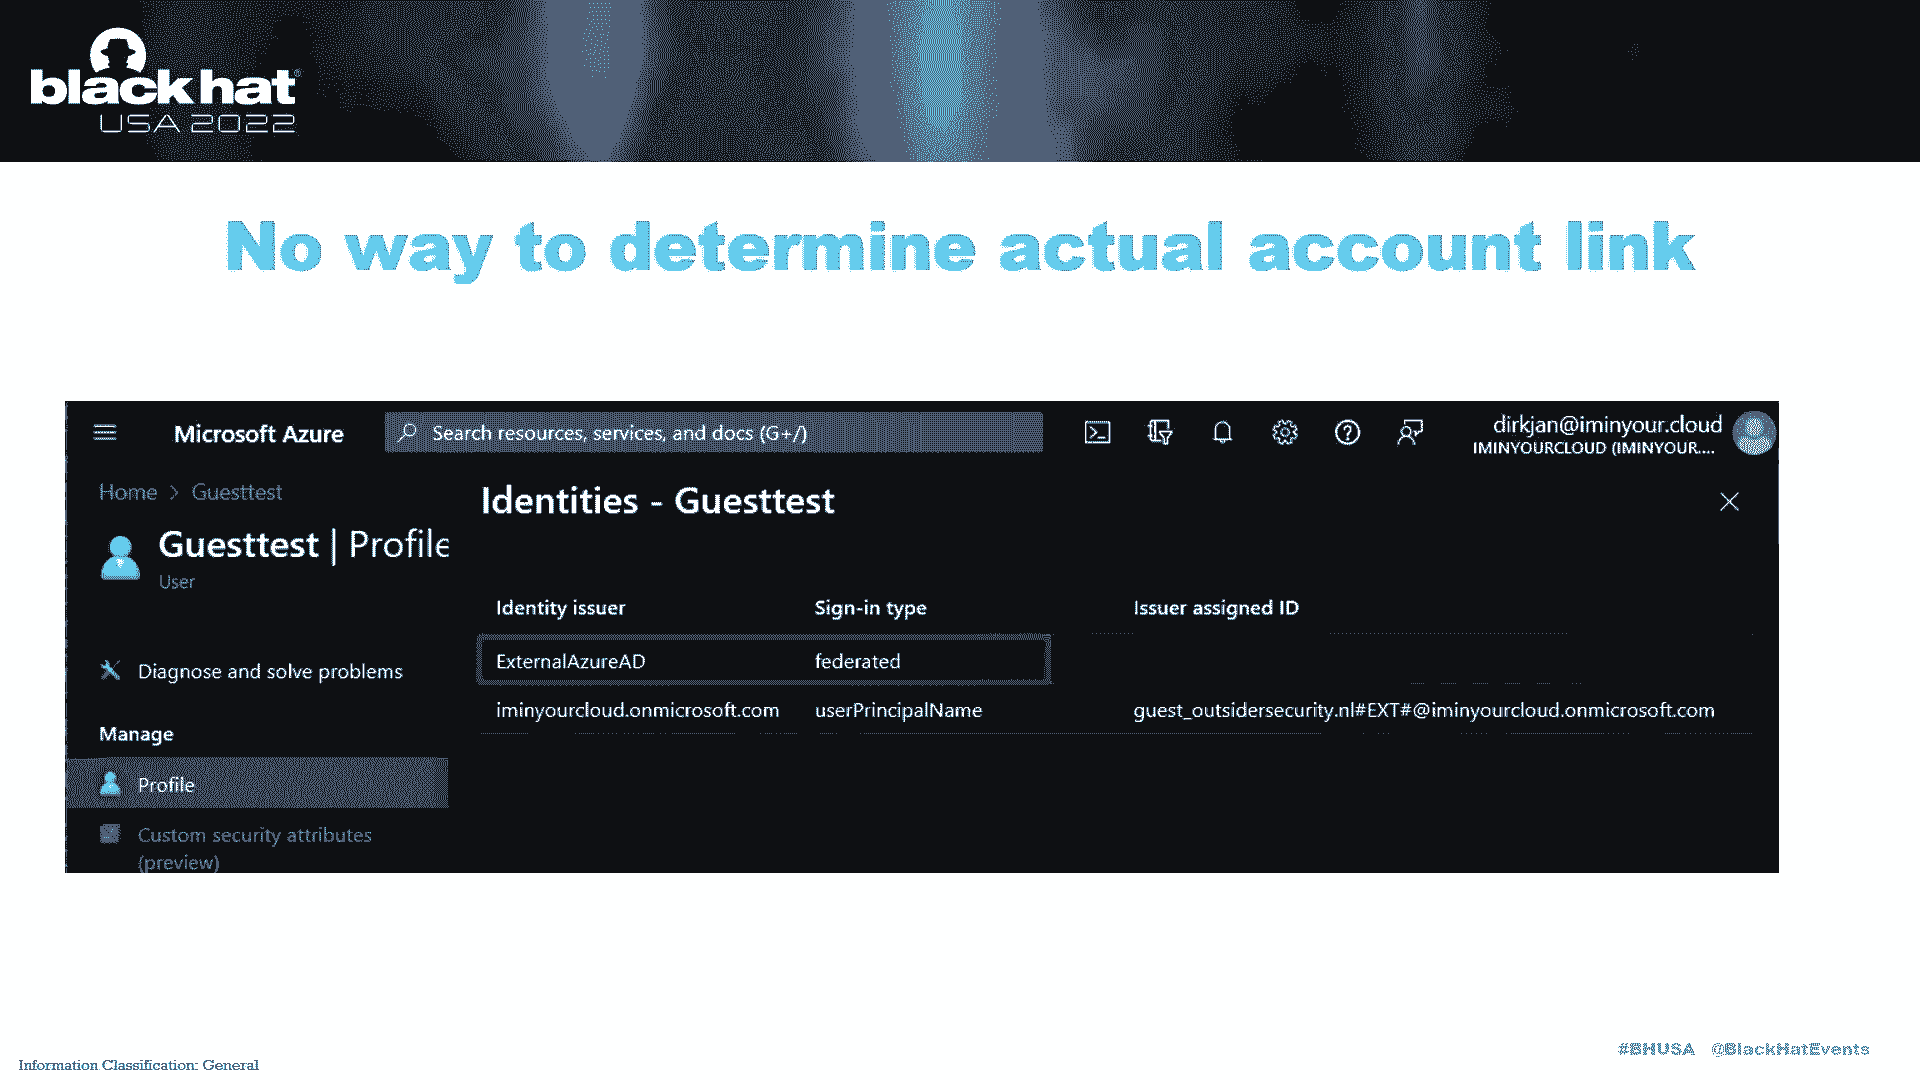 blackhat®
USA 2022
No way to determine actual account link
Microsoft Azure
Search resources, services, and docs (G+/)
dirkjan@iminyour.cloud
IMINYOURCLOUD (IMINYOUR....
Home > Guesttest
Guesttest | Profile
User
Diagnose and solve problems
Manage
Profile
Custom security attributes
(preview)
Identities - Guesttest
Identity issuer Sign-in type Issuer assigned ID
ExternalAzureAD federated
iminyourcloud.onmicrosoft.com userPrincipalName guest_outsidersecurity.nl#EXT#@iminyourcloud.onmicrosoft.com
Information Classification: General
#BHUSA @BlackHatEvents